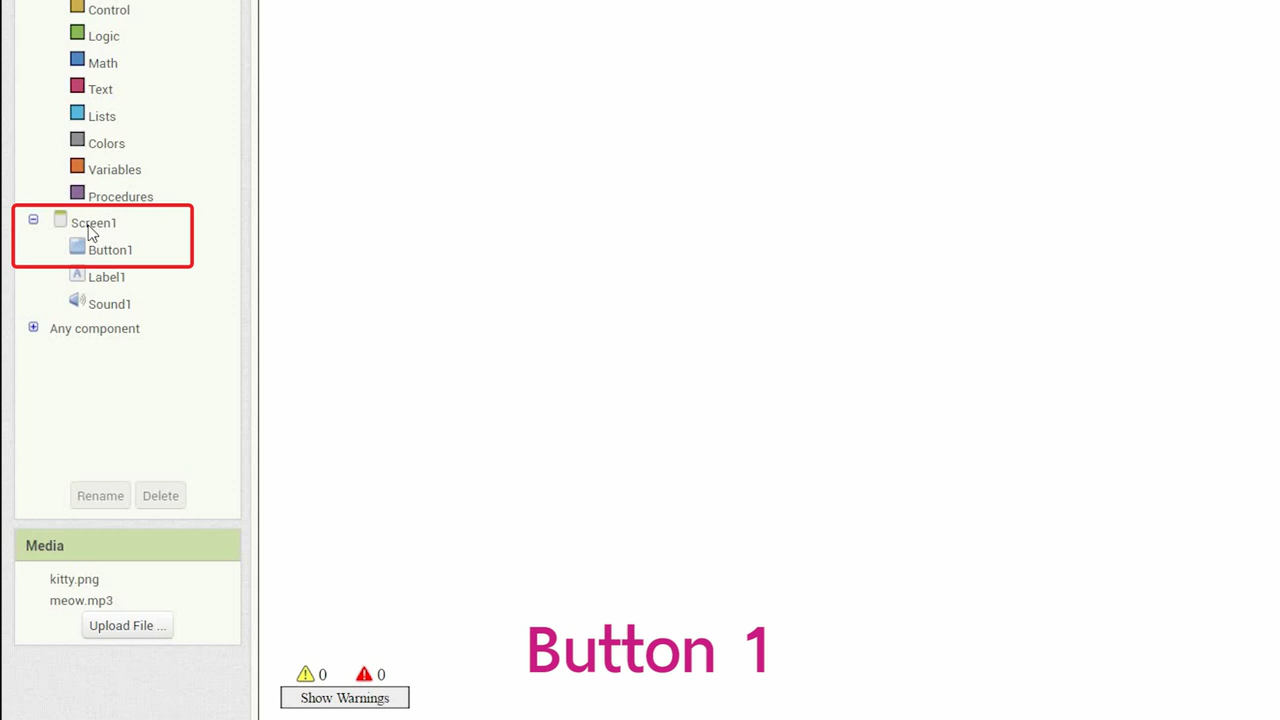 Control
Logic
Math
Text
Lists
Colors
Variables
Procedures
Screen1
Button1
A Label1
Sound1
Any component
Rename Delete
Media
kitty.png
meow.mp3
Upload File ...
Button 1
0 0
Show Warnings